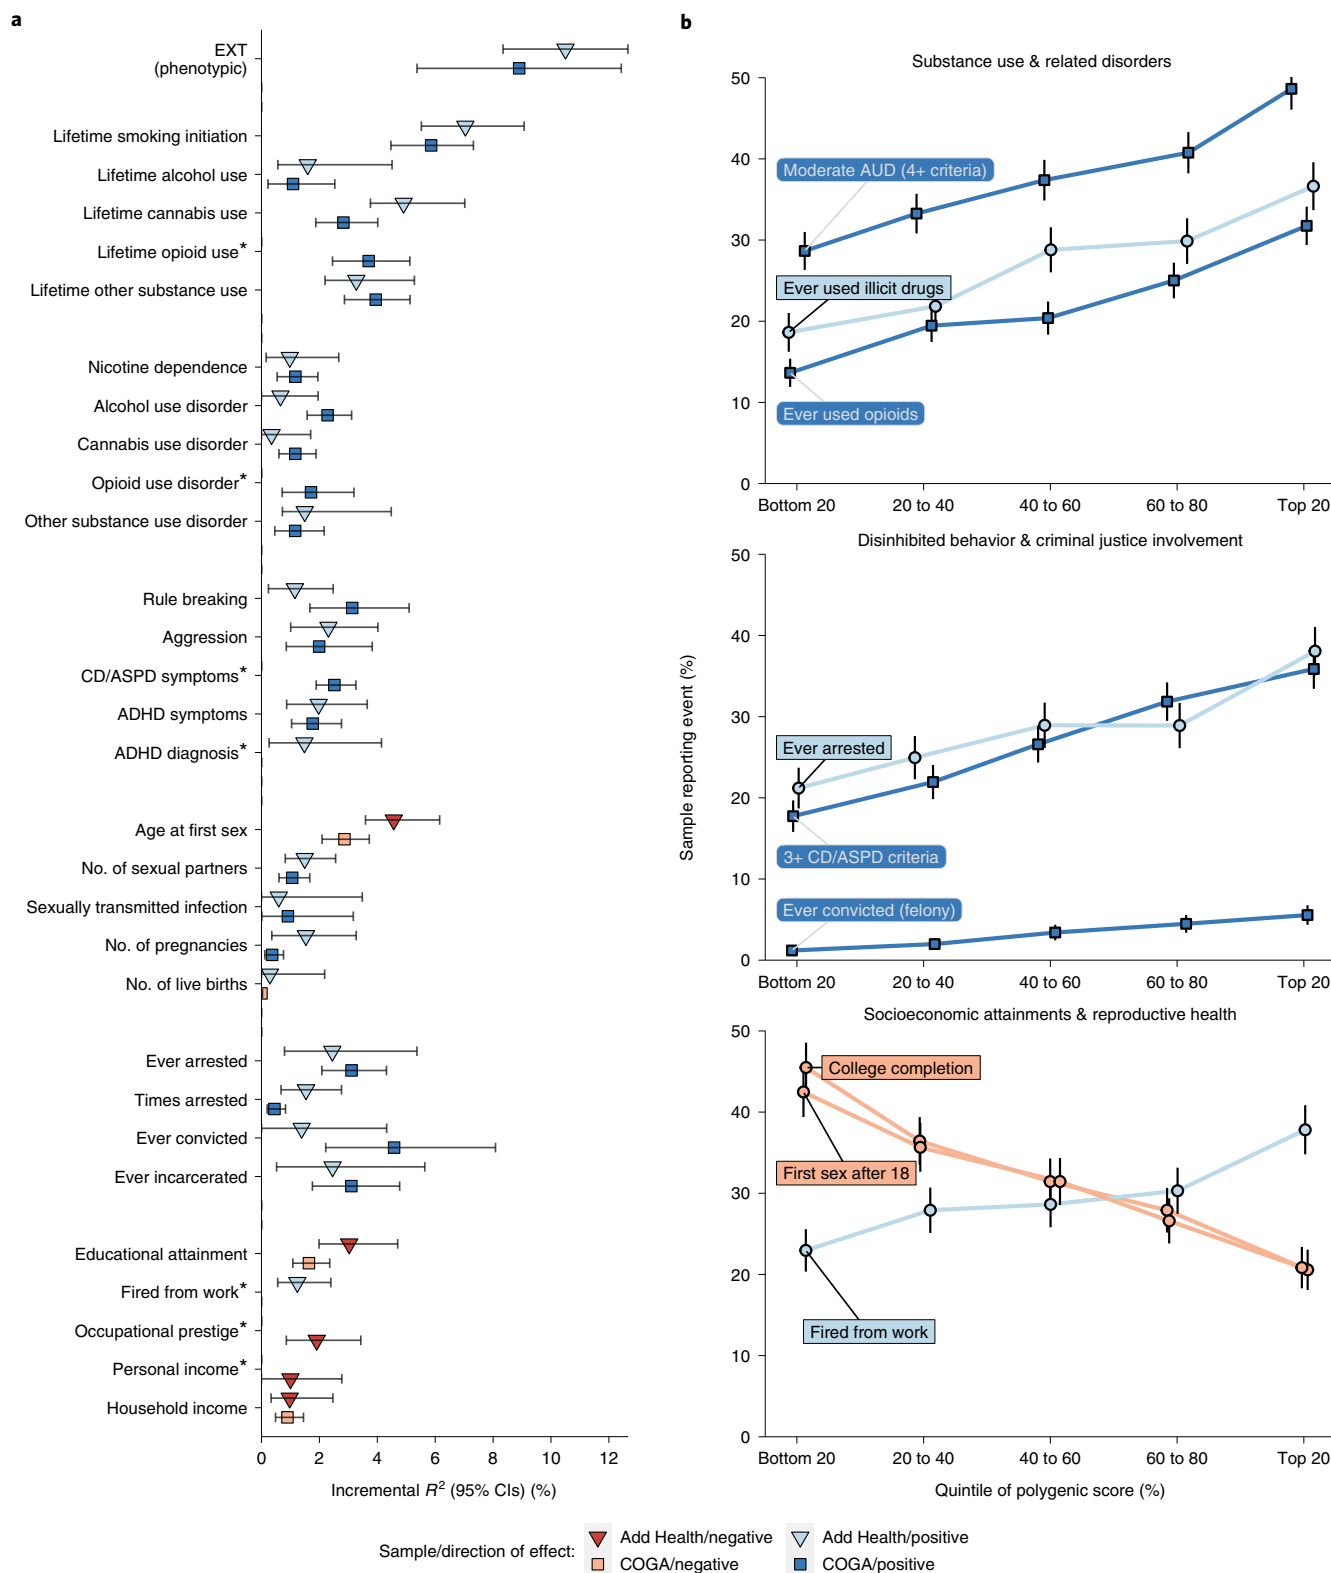 a
EXT
(phenotypic)
Lifetime smoking initiation
Lifetime alcohol use
Lifetime cannabis use
Lifetime opioid use*
Lifetime other substance use
Nicotine dependence
Alcohol use disorder
Cannabis use disorder
Opioid use disorder*
Other substance use disorder
Rule breaking
Aggression
CD/ASPD symptoms*
ADHD symptoms
ADHD diagnosis*
Age at first sex
No. of sexual partners
Sexually transmitted infection
No. of pregnancies
No. of live births
Ever arrested
Times arrested
Ever convicted
Ever incarcerated
Educational attainment
Fired from work*
Occupational prestige*
Personal income*
Household income
0 2 4 6 8 10 12
Incremental R² (95% CIs) (%)
b
Substance use & related disorders
50
40
30
20
10
0
Moderate AUD (4+ criteria)
Ever used illicit drugs
Ever used opioids
Bottom 20 20 to 40 40 to 60 60 to 80 Top 20
Disinhibited behavior & criminal justice involvement
Sample reporting event (%)
50
40
30
20
10
0
Ever arrested
3+ CD/ASPD criteria
Ever convicted (felony)
Bottom 20 20 to 40 40 to 60 60 to 80 Top 20
Socioeconomic attainments & reproductive health
50
40
30
20
10
0
College completion
First sex after 18
Fired from work
Bottom 20 20 to 40 40 to 60 60 to 80 Top 20
Quintile of polygenic score (%)
Sample/direction of effect:
Add Health/negative Add Health/positive
COGA/negative COGA/positive